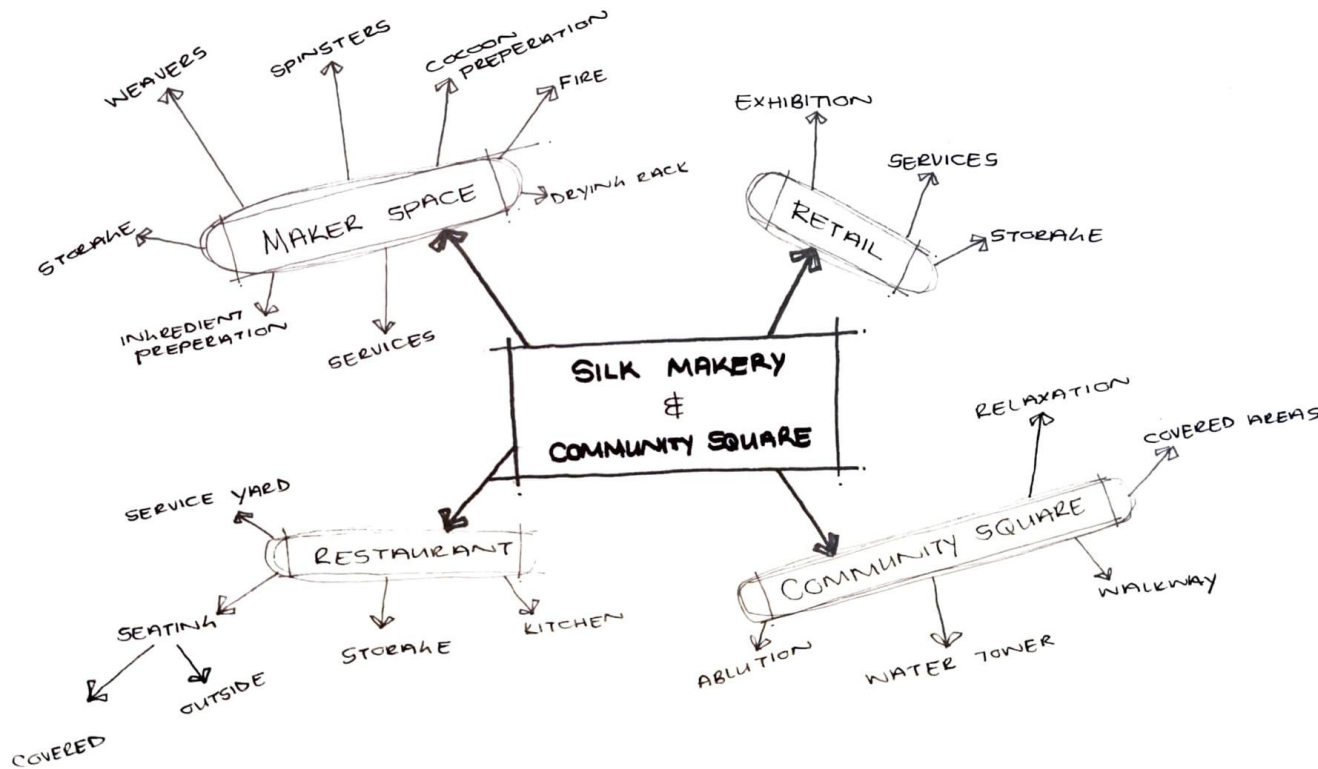 WEAVERS
SPINSTERS
COCOON
PREPERATION
FIRE
DRYING RACK
MAKER SPACE
STORAGE
INGREDIENT
PREPERATION
SERVICES
EXHIBITION
SERVICES
RETAIL
STORAGE
SILK MAKERY
&
COMMUNITY SQUARE
SERVICE YARD
RESTAURANT
SEATING
COVERED
OUTSIDE
STORAGE
KITCHEN
RELAXATION
COVERED AREAS
COMMUNITY SQUARE
WALKWAY
WATER TOWER
ABLUTION